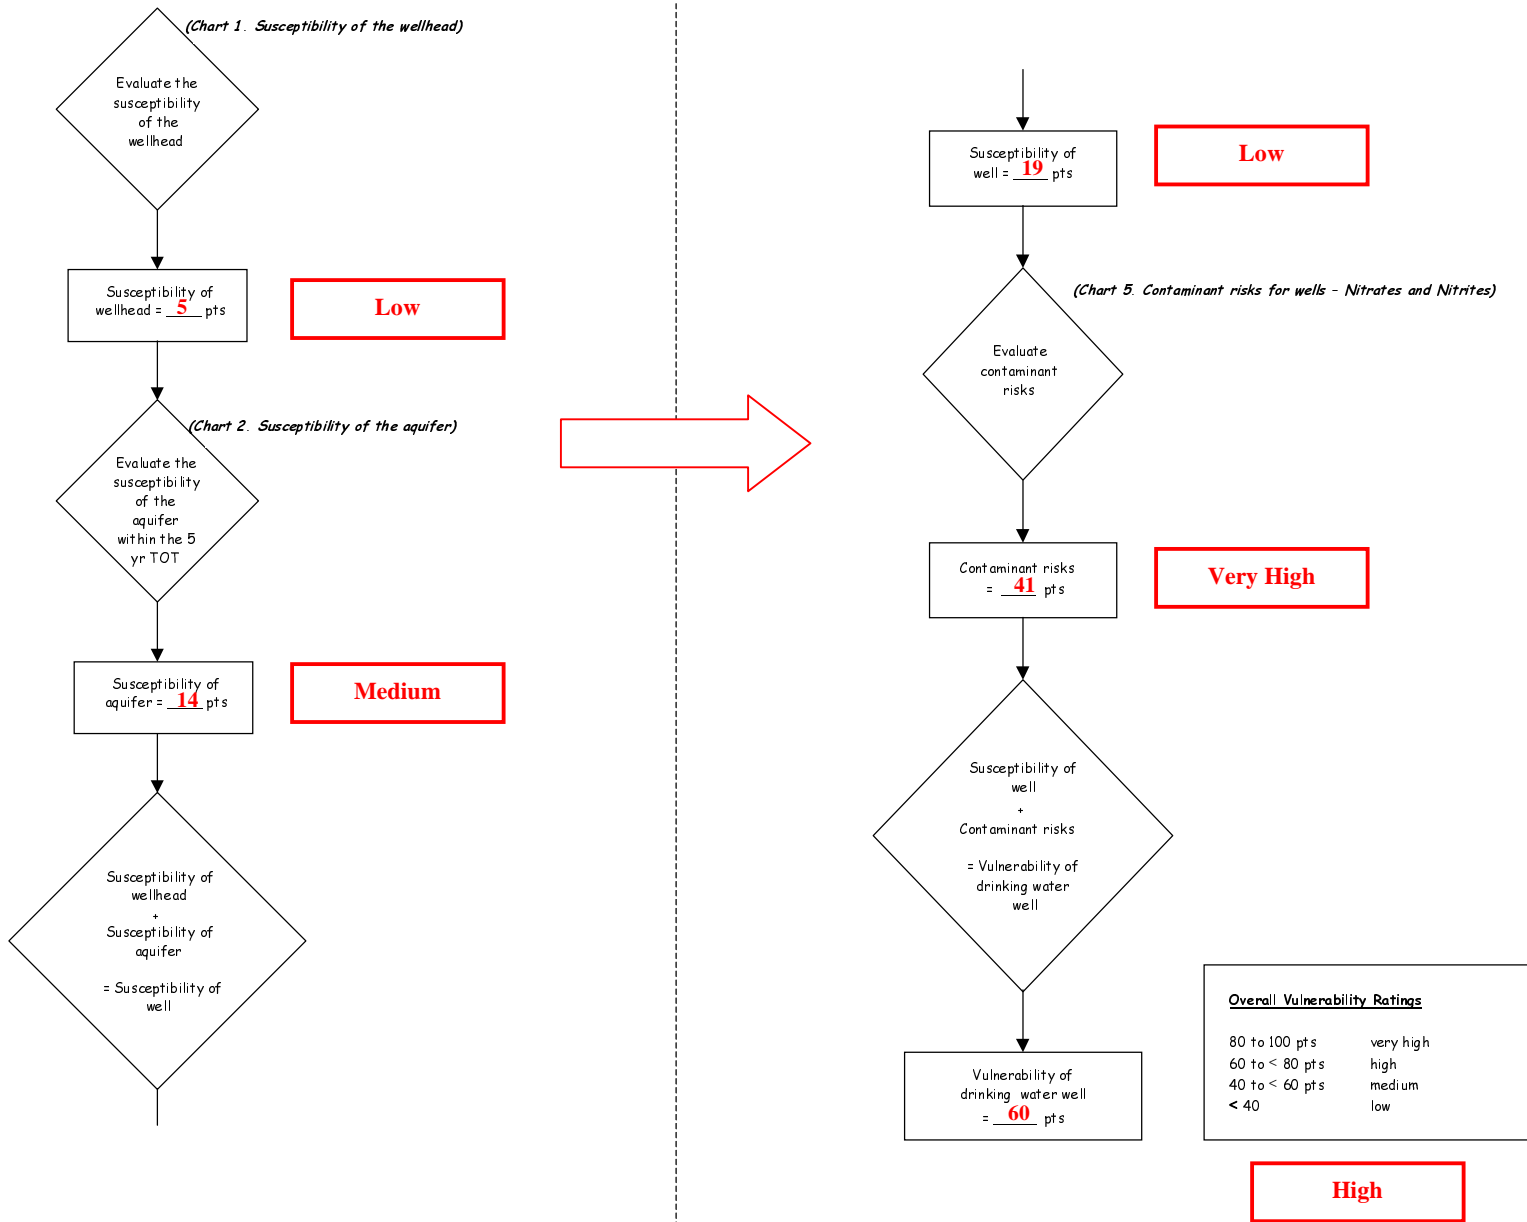 (Chart 1. Susceptibility of the wellhead)
Evaluate the
susceptibility
of the
wellhead
Susceptibility of
wellhead = 5 pts
Low
(Chart 2. Susceptibility of the aquifer)
Evaluate the
susceptibility
of the
aquifer
within the 5
yr TOT
Susceptibility of
aquifer = 14 pts
Medium
Susceptibility of
wellhead
+
Susceptibility of
aquifer
= Susceptibility of
well
Susceptibility of
well = 19 pts
Low
(Chart 5. Contaminant risks for wells – Nitrates and Nitrites)
Evaluate
contaminant
risks
Contaminant risks
= 41 pts
Very High
Susceptibility of
well
+
Contaminant risks
= Vulnerability of
drinking water
well
Vulnerability of
drinking water well
= 60 pts
Overall Vulnerability Ratings
80 to 100 pts very high
60 to < 80 pts high
40 to < 60 pts medium
< 40 low
High